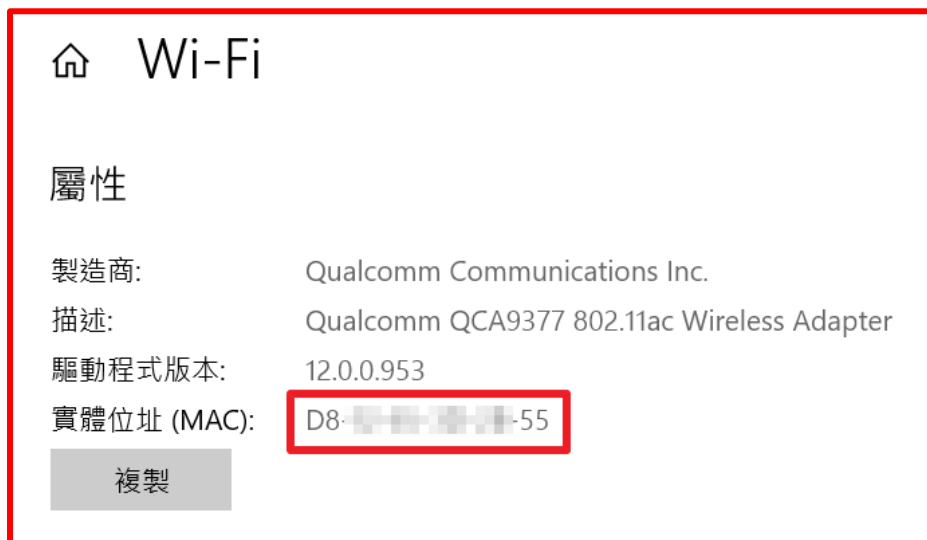 Wi-Fi
屬性
製造商: Qualcomm Communications Inc.
描述: Qualcomm QCA9377 802.11ac Wireless Adapter
驅動程式版本: 12.0.0.953
實體位址 (MAC): D8- -55
複製